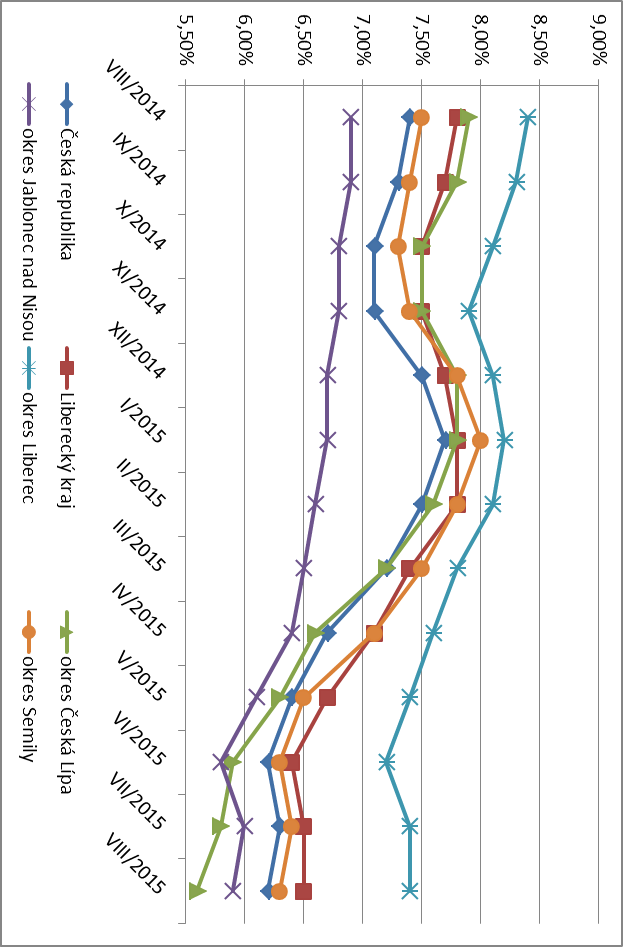 9,00%
8,50%
8,00%
7,50%
7,00%
6,50%
6,00%
5,50%
VIII/2014
IX/2014
X/2014
XI/2014
XII/2014
I/2015
II/2015
III/2015
IV/2015
V/2015
VI/2015
VII/2015
VIII/2015
Česká republika
Liberecký kraj
okres Česká Lípa
okres Jablonec nad Nisou
okres Liberec
okres Semily